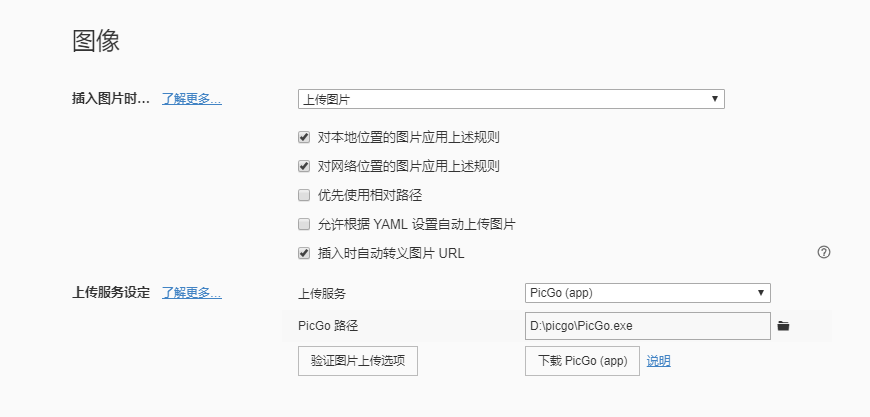 图像
插入图片时... 了解更多... 上传图片
对本地位置的图片应用上述规则
对网络位置的图片应用上述规则
优先使用相对路径
允许根据 YAML 设置自动上传图片
插入时自动转义图片 URL
上传服务设定 了解更多... 上传服务 PicGo (app)
PicGo 路径 D:\picgo\PicGo.exe
验证图片上传选项 下载 PicGo (app) 说明